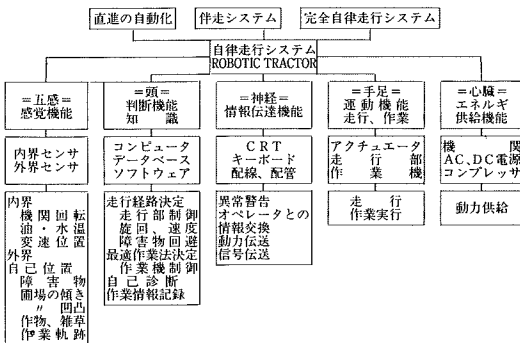 直進の自動化
伴走システム
完全自律走行システム
自律走行システム
ROBOTIC TRACTOR
=五感=
感覚機能
内界センサ
外界センサ
内界
機関回転
油・水温
変速位置
外界
自己位置
障害物
圃場の傾き
〃 凹凸
作物、雑草
作業軌跡
=頭=
判断機能
知識
コンピュータ
データベース
ソフトウェア
走行経路決定
走行部制御
旋回、速度
障害物回避
最適作業法決定
作業機制御
自己診断
作業情報記録
=神経=
情報伝達機能
CRT
キーボード
配線、配管
異常警告
オペレータとの
情報交換
動力伝送
信号伝送
=手足=
運動機能
走行、作業
アクチュエータ
走行部
作業機
走行
作業実行
=心臓=
エネルギ
供給機能
機関
AC、DC電源
コンプレッサ
動力供給